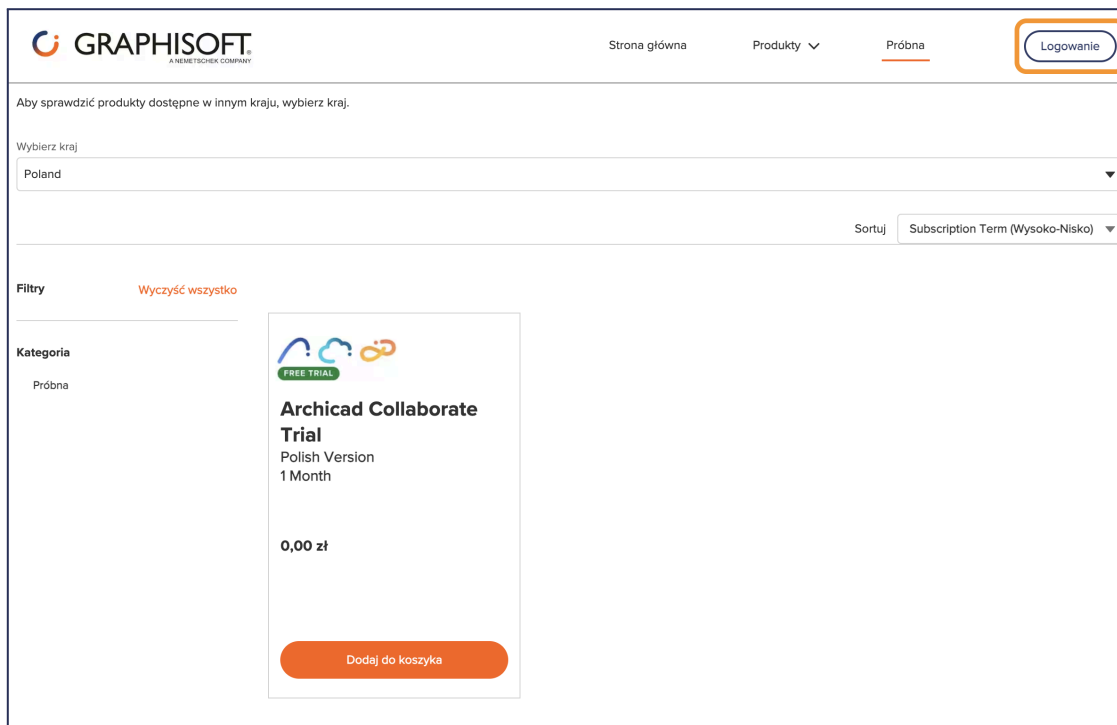 GRAPHISOFT®
A NEMETSCHEK COMPANY
Strona główna
Produkty
Próbna
Logowanie
Aby sprawdzić produkty dostępne w innym kraju, wybierz kraj.
Wybierz kraj
Poland
Sortuj
Subscription Term (Wysoko-Nisko)
Filtry
Wyczyść wszystko
Kategoria
Próbna
FREE TRIAL
Archicad Collaborate
Trial
Polish Version
1 Month
0,00 zł
Dodaj do koszyka